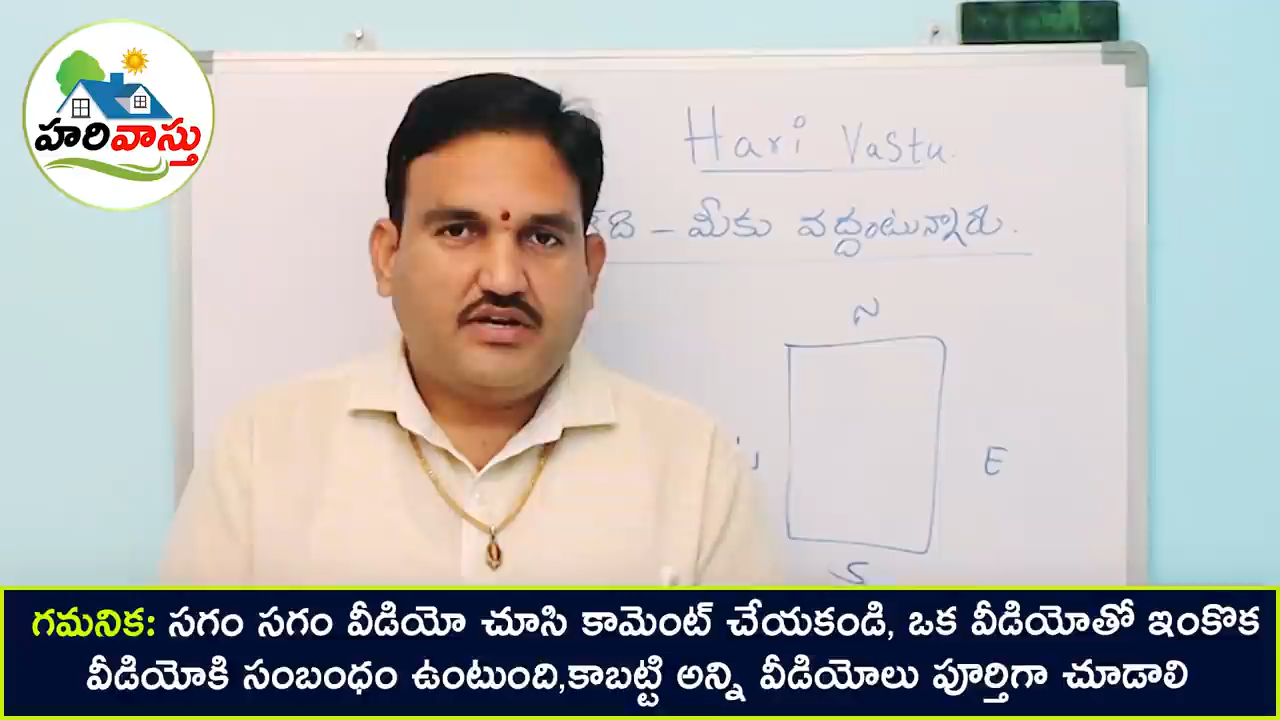 హరివాస్తు
Hari Vastu.
– మీకు వద్దంటున్నారు.
N
E
S
గమనిక: సగం సగం వీడియో చూసి కామెంట్ చేయకండి, ఒక వీడియోతో ఇంకొక
వీడియోకి సంబంధం ఉంటుంది,కాబట్టి అన్ని వీడియోలు పూర్తిగా చూడాలి